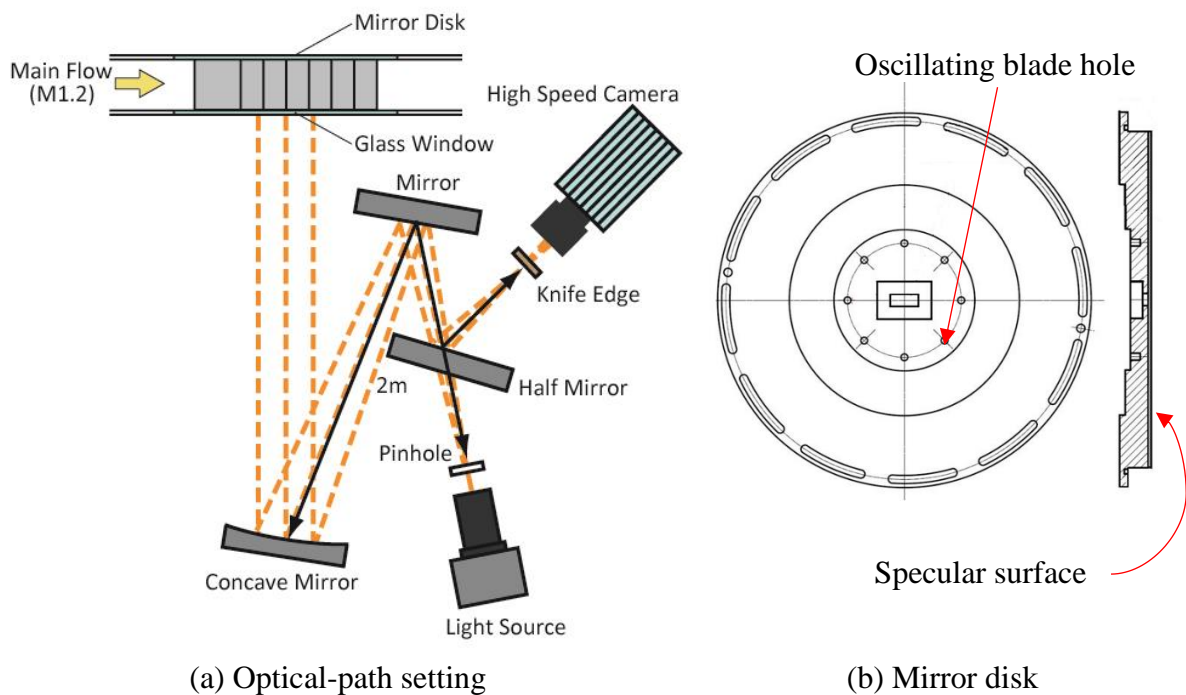 Mirror Disk
Main Flow
(M1.2)
Glass Window
High Speed Camera
Mirror
Knife Edge
2m
Half Mirror
Pinhole
Concave Mirror
Light Source
(a) Optical-path setting
Oscillating blade hole
Specular surface
(b) Mirror disk